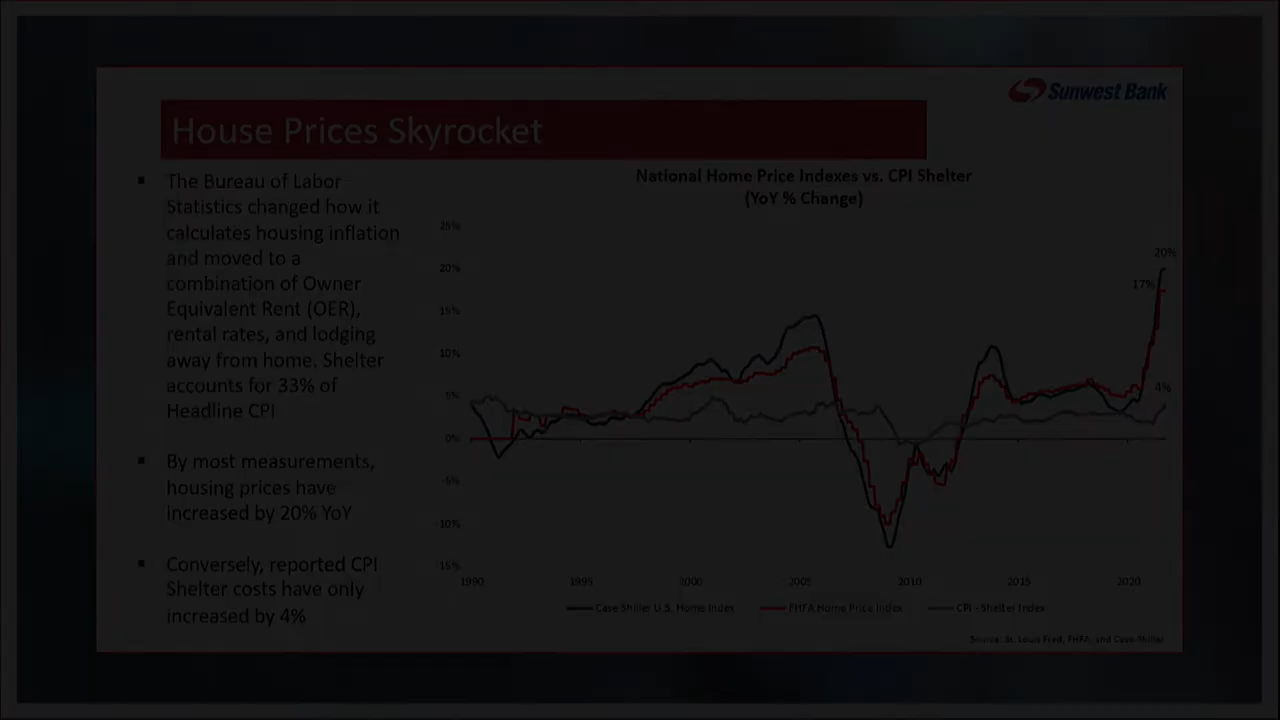 Sunwest Bank
House Prices Skyrocket
▪ The Bureau of Labor
Statistics changed how it
calculates housing inflation
and moved to a
combination of Owner
Equivalent Rent (OER),
rental rates, and lodging
away from home. Shelter
accounts for 33% of
Headline CPI
▪ By most measurements,
housing prices have
increased by 20% YoY
▪ Conversely, reported CPI
Shelter costs have only
increased by 4%
National Home Price Indexes vs. CPI Shelter
(YoY % Change)
25%
20%
15%
10%
5%
0%
-5%
-10%
-15%
20%
17%
4%
1990 1995 2000 2005 2010 2015 2020
Case Shiller U.S. Home Index FHFA Home Price Index CPI - Shelter Index
Source: St. Louis Fred, FHFA, and Case-Shiller